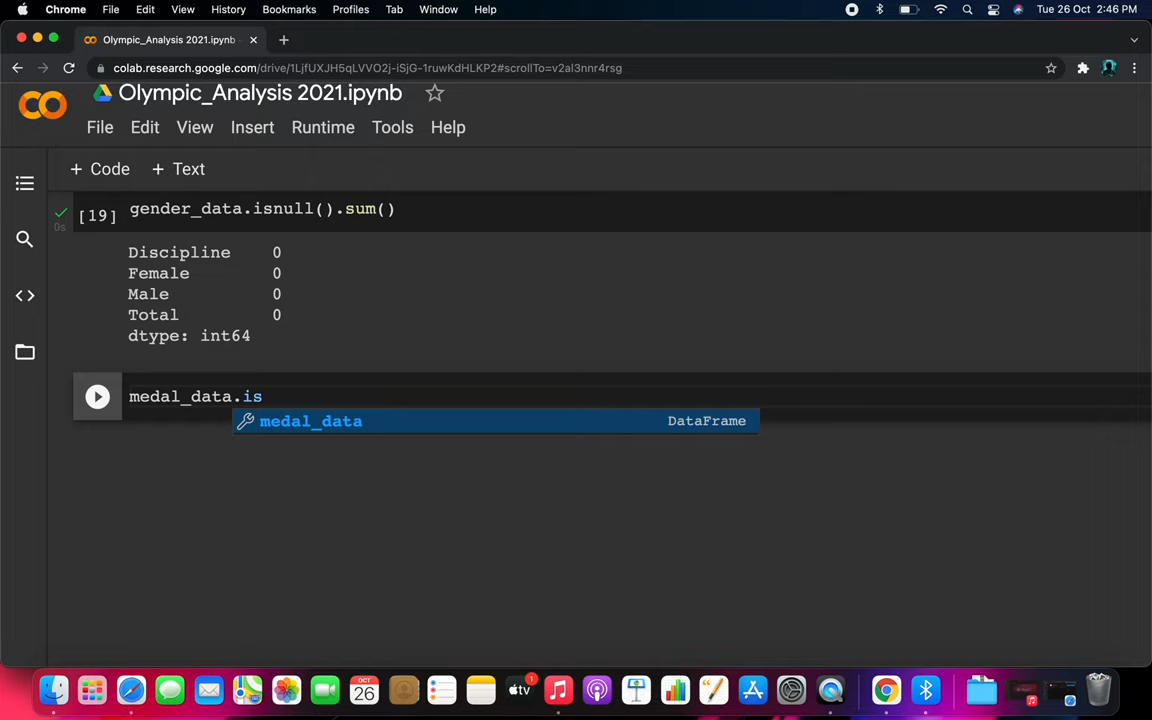 Chrome File Edit View History Bookmarks Profiles Tab Window Help Tue 26 Oct 2:46 PM
Olympic_Analysis 2021.ipynb
colab.research.google.com/drive/1LjfUXJH5qLVVO2j-iSjG-1ruwKdHLKP2#scrollTo=v2al3nnr4rsg
Olympic_Analysis 2021.ipynb
File Edit View Insert Runtime Tools Help
+ Code + Text
[19] gender_data.isnull().sum()
0s
Discipline 0
Female 0
Male 0
Total 0
dtype: int64
medal_data.is
medal_data DataFrame
OCT
26
tv
1